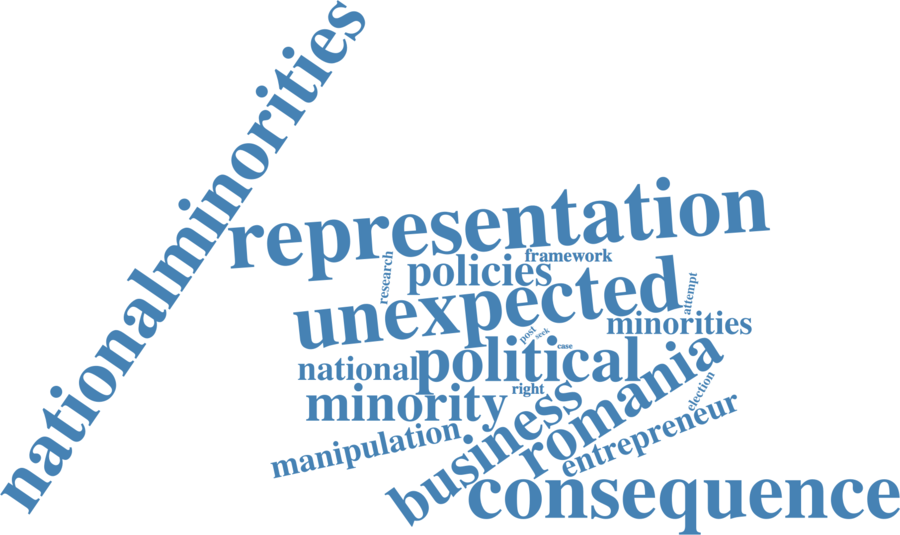 nationalminorities
representation
research
policies
framework
unexpected
attempt
minorities
post
seek
case
national
political
minority
right
romania
business
election
manipulation
entrepreneur
consequence